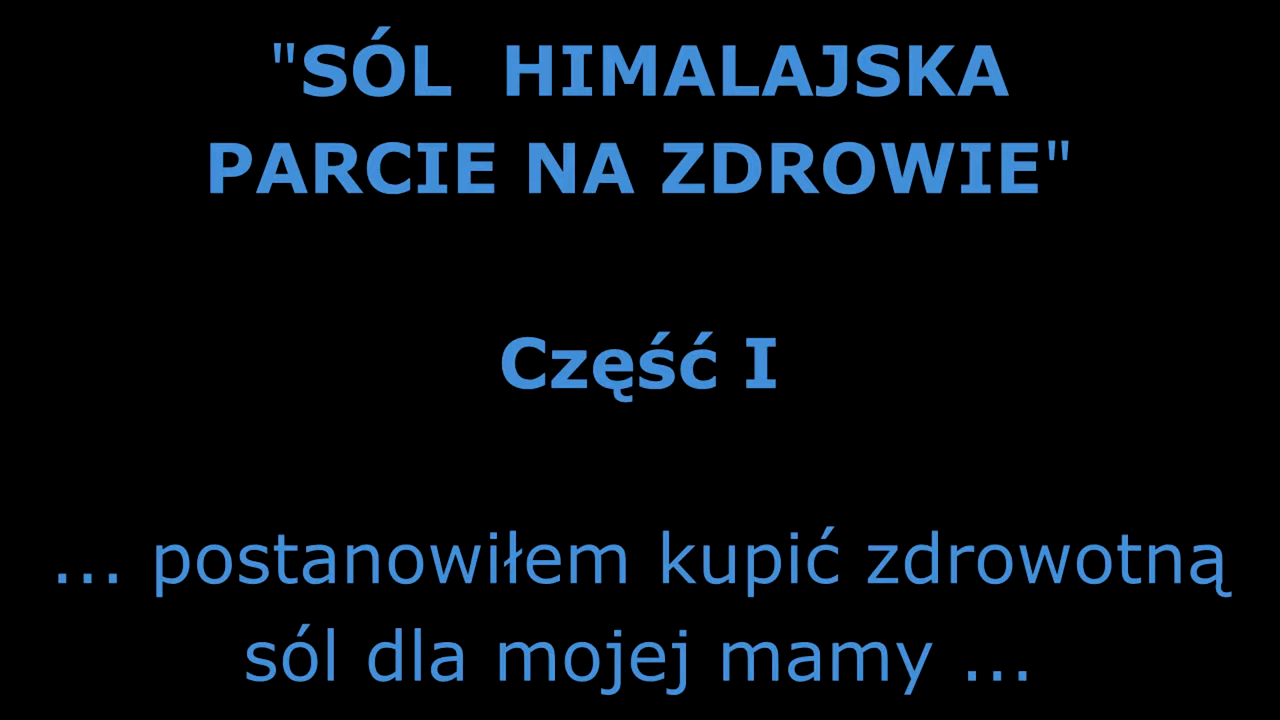 "SÓL HIMALAJSKA
PARCIE NA ZDROWIE"
Część I
... postanowiłem kupić zdrowotną
sól dla mojej mamy ...